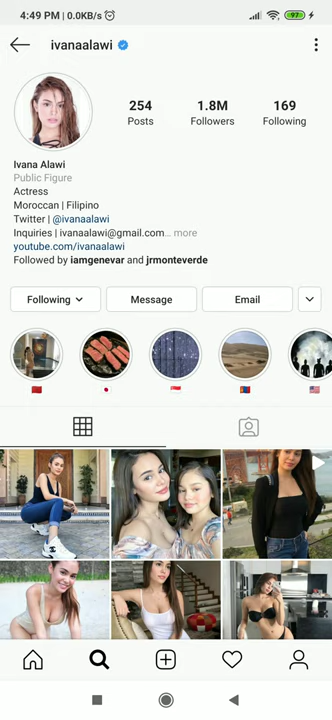 4:49 PM | 0.0KB/s
97
ivanaalawi
254 1.8M 169
Posts Followers Following
Ivana Alawi
Public Figure
Actress
Moroccan | Filipino
Twitter | @ivanaalawi
Inquiries | ivanaalawi@gmail.com... more
youtube.com/ivanaalawi
Followed by iamgenevar and jrmonteverde
Following Message Email